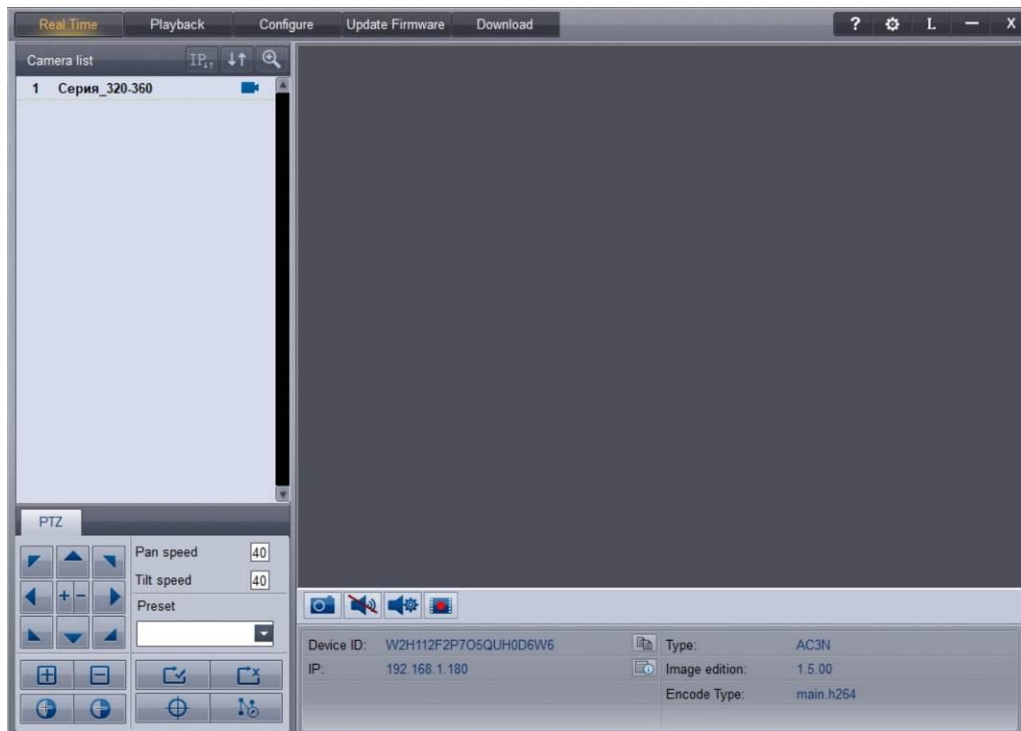 Real Time Playback Configure Update Firmware Download ? L – X
Camera list IP
1 Серия_320-360
PTZ
Pan speed 40
Tilt speed 40
Preset
Device ID: W2H112F2P7O5QUH0D6W6 Type: AC3N
IP: 192.168.1.180 Image edition: 1.5.00
Encode Type: main.h264